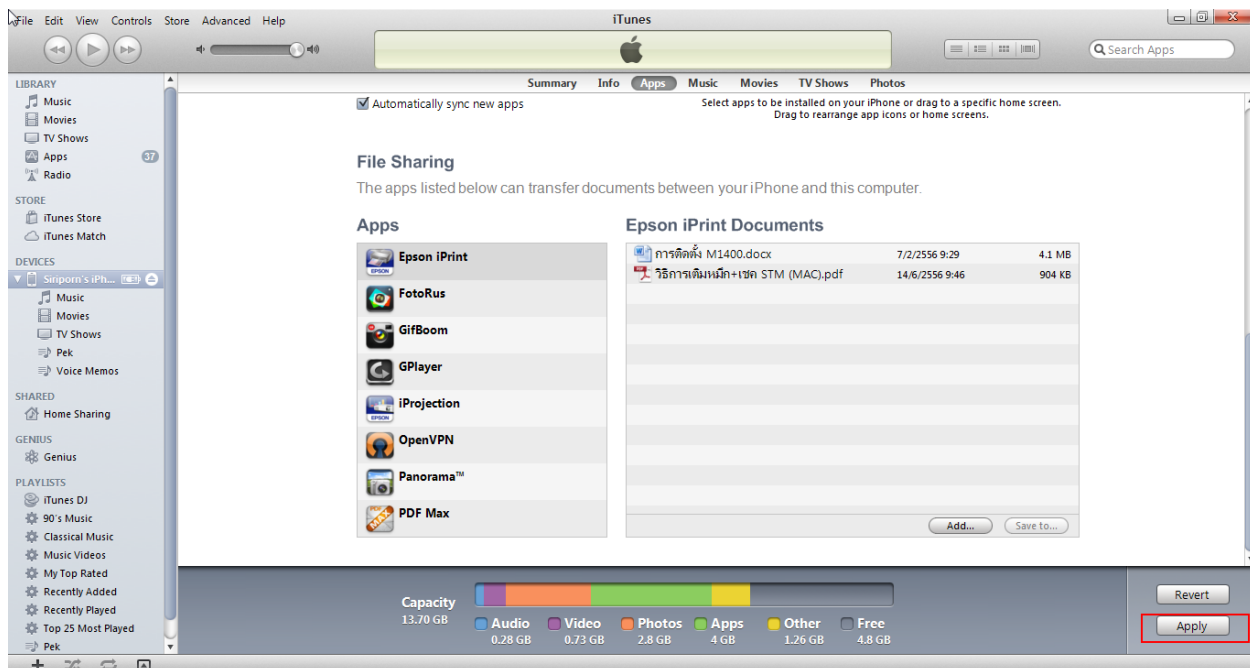 File Edit View Controls Store Advanced Help
iTunes
Search Apps
Summary Info Apps Music Movies TV Shows Photos
LIBRARY
Music
Movies
TV Shows
Apps 37
Radio
STORE
iTunes Store
iTunes Match
DEVICES
Siriporn's iPh...
Music
Movies
TV Shows
Pek
Voice Memos
SHARED
Home Sharing
GENIUS
Genius
PLAYLISTS
iTunes DJ
90's Music
Classical Music
Music Videos
My Top Rated
Recently Added
Recently Played
Top 25 Most Played
Pek
Automatically sync new apps
Select apps to be installed on your iPhone or drag to a specific home screen.
Drag to rearrange app icons or home screens.
File Sharing
The apps listed below can transfer documents between your iPhone and this computer.
Apps
Epson iPrint
EPSON
FotoRus
GifBoom
GPlayer
iProjection
EPSON
OpenVPN
Panorama™
PDF Max
Epson iPrint Documents
การติดตั้ง M1400.docx 7/2/2556 9:29 4.1 MB
วิธีการเติมหมึก+เซต STM (MAC).pdf 14/6/2556 9:46 904 KB
Add... Save to...
Capacity
13.70 GB
Audio Video Photos Apps Other Free
0.28 GB 0.73 GB 2.8 GB 4 GB 1.26 GB 4.8 GB
Revert
Apply